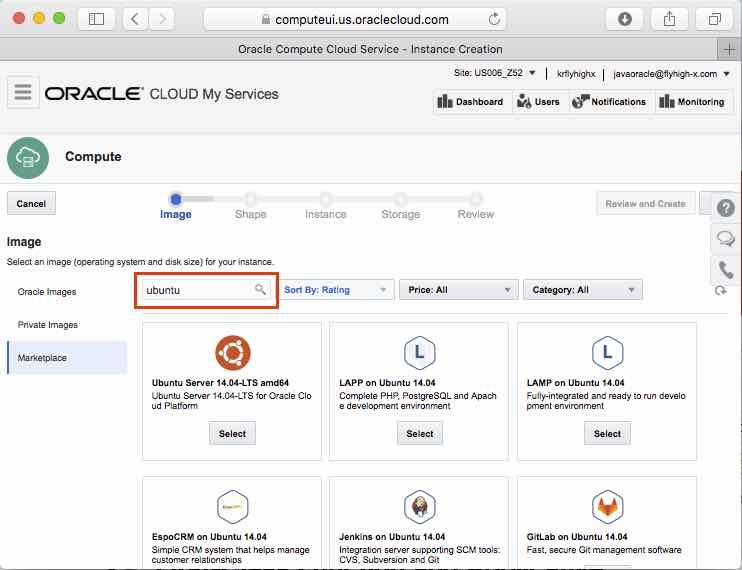 computeui.us.oraclecloud.com
Oracle Compute Cloud Service - Instance Creation
Site: US006_Z52
krflyhighx
javaoracle@flyhigh-x.com
ORACLE CLOUD My Services
Dashboard
Users
Notifications
Monitoring
Compute
Cancel
Image
Shape
Instance
Storage
Review
Review and Create
Image
Select an image (operating system and disk size) for your instance.
Oracle Images
Private Images
Marketplace
ubuntu
Sort By: Rating
Price: All
Category: All
Ubuntu Server 14.04-LTS amd64
Ubuntu Server 14.04-LTS for Oracle Clo
ud Platform
Select
L
LAPP on Ubuntu 14.04
Complete PHP, PostgreSQL and Apach
e development environment
Select
L
LAMP on Ubuntu 14.04
Fully-integrated and ready to run develo
pment environment
Select
EspoCRM on Ubuntu 14.04
Simple CRM system that helps manage
customer relationships
Jenkins on Ubuntu 14.04
Integration server supporting SCM tools:
CVS, Subversion and Git
GitLab on Ubuntu 14.04
Fast, secure Git management software